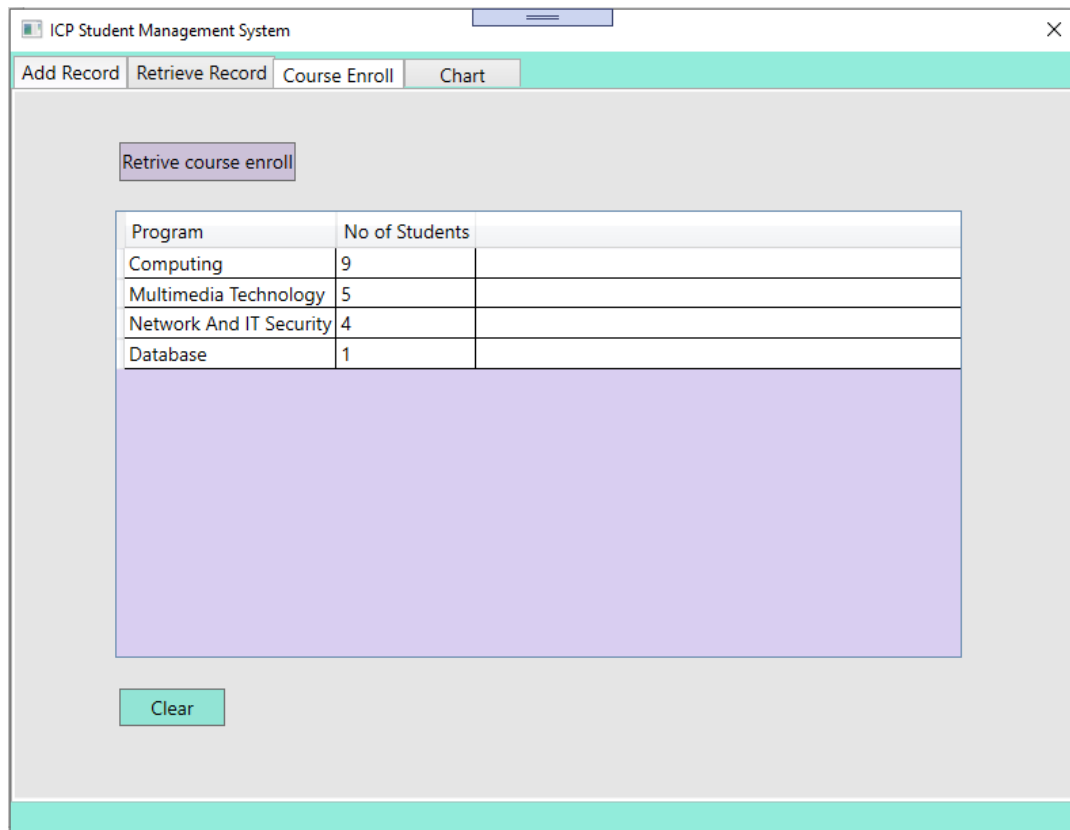 ICP Student Management System
Add Record Retrieve Record Course Enroll Chart
Retrive course enroll
Program No of Students
Computing 9
Multimedia Technology 5
Network And IT Security 4
Database 1
Clear